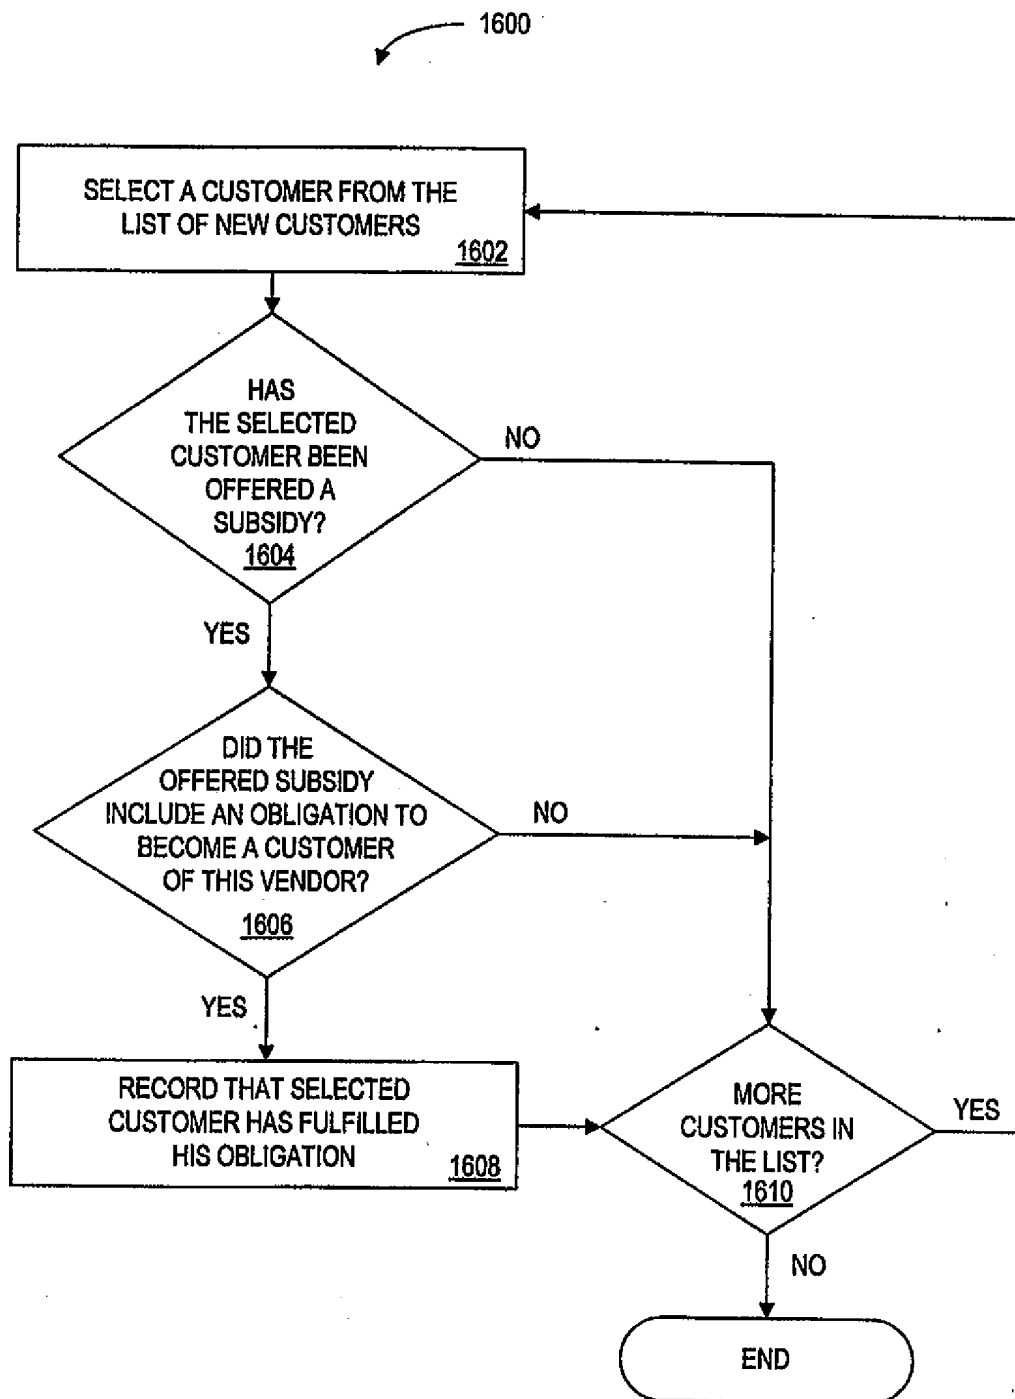 1600
SELECT A CUSTOMER FROM THE
LIST OF NEW CUSTOMERS
1602
HAS
THE SELECTED
CUSTOMER BEEN
OFFERED A
SUBSIDY?
1604
NO
YES
DID THE
OFFERED SUBSIDY
INCLUDE AN OBLIGATION TO
BECOME A CUSTOMER
OF THIS VENDOR?
1606
NO
YES
RECORD THAT SELECTED
CUSTOMER HAS FULFILLED
HIS OBLIGATION
1608
MORE
CUSTOMERS IN
THE LIST?
1610
YES
NO
END